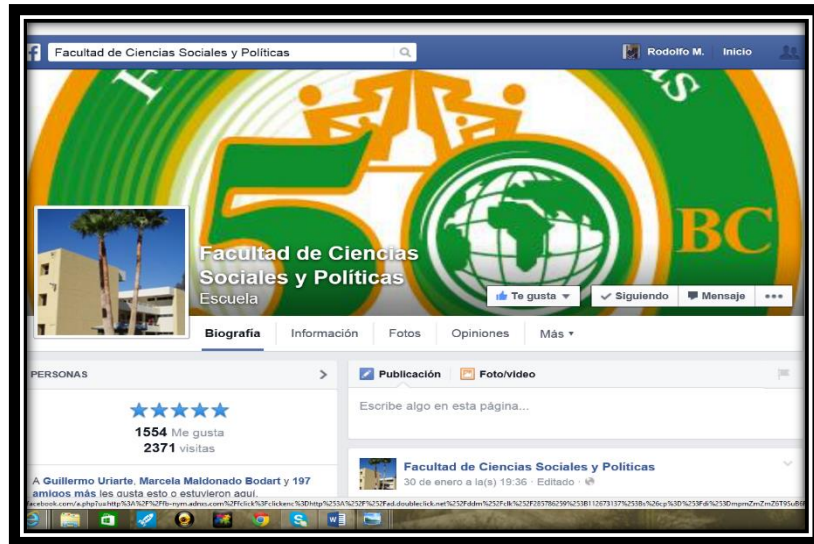 Facultad de Ciencias Sociales y Políticas
Rodolfo M. Inicio
50
BC
Facultad de Ciencias
Sociales y Políticas
Escuela
Te gusta
Siguiendo
Mensaje
Biografía Información Fotos Opiniones Más
PERSONAS
1554 Me gusta
2371 visitas
A Guillermo Uriarte, Marcela Maldonado Bodart y 197
amigos más les gusta esto o estuvieron aquí.
Publicación Foto/video
Escribe algo en esta página...
Facultad de Ciencias Sociales y Políticas
30 de enero a la(s) 19:36 · Editado ·